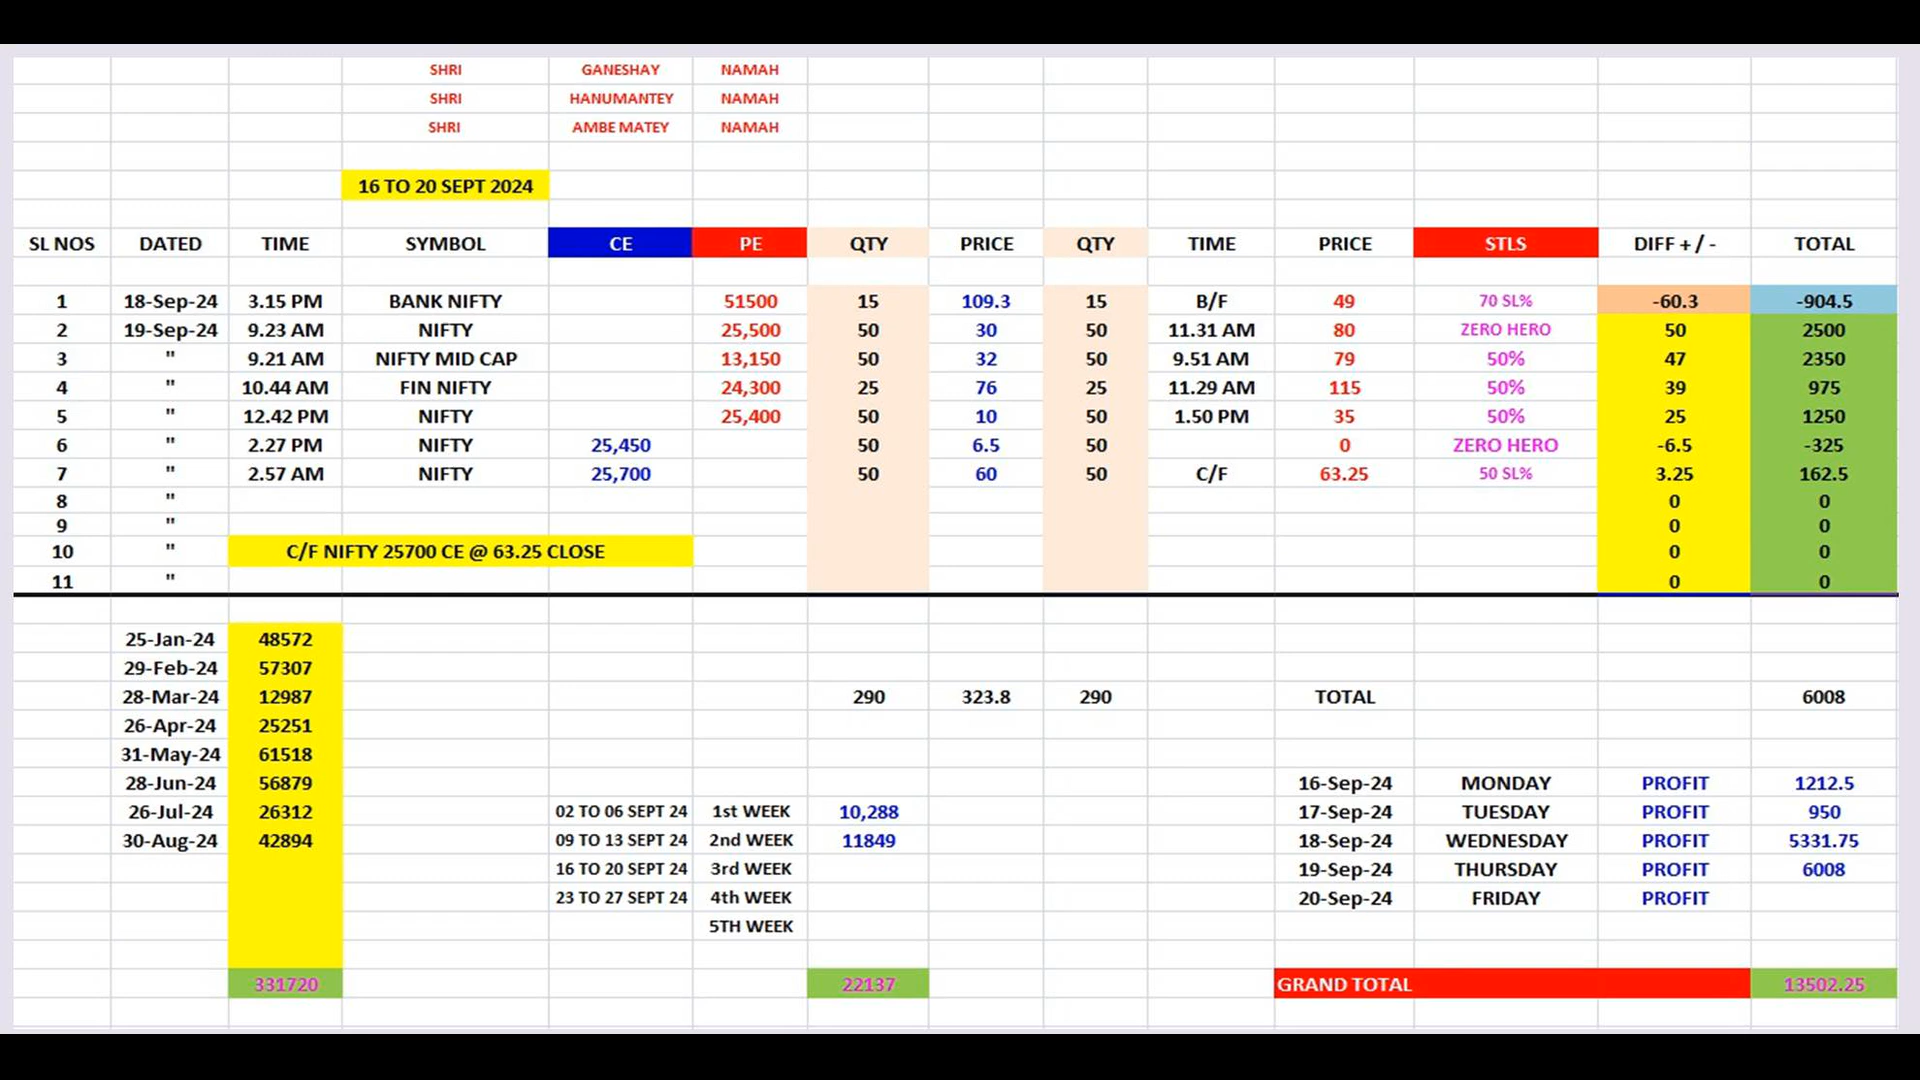 SHRI GANESHAY NAMAH
SHRI HANUMANTEY NAMAH
SHRI AMBE MATEY NAMAH
16 TO 20 SEPT 2024
SL NOS DATED TIME SYMBOL CE PE QTY PRICE QTY TIME PRICE STLS DIFF + / - TOTAL
1 18-Sep-24 3.15 PM BANK NIFTY 51500 15 109.3 15 B/F 49 70 SL% -60.3 -904.5
2 19-Sep-24 9.23 AM NIFTY 25,500 50 30 50 11.31 AM 80 ZERO HERO 50 2500
3 " 9.21 AM NIFTY MID CAP 13,150 50 32 50 9.51 AM 79 50% 47 2350
4 " 10.44 AM FIN NIFTY 24,300 25 76 25 11.29 AM 115 50% 39 975
5 " 12.42 PM NIFTY 25,400 50 10 50 1.50 PM 35 50% 25 1250
6 " 2.27 PM NIFTY 25,450 50 6.5 50 0 ZERO HERO -6.5 -325
7 " 2.57 AM NIFTY 25,700 50 60 50 C/F 63.25 50 SL% 3.25 162.5
8 " 0 0
9 " 0 0
10 " C/F NIFTY 25700 CE @ 63.25 CLOSE 0 0
11 " 0 0
25-Jan-24 48572
29-Feb-24 57307
28-Mar-24 12987 290 323.8 290 TOTAL 6008
26-Apr-24 25251
31-May-24 61518
28-Jun-24 56879 16-Sep-24 MONDAY PROFIT 1212.5
26-Jul-24 26312 02 TO 06 SEPT 24 1st WEEK 10,288 17-Sep-24 TUESDAY PROFIT 950
30-Aug-24 42894 09 TO 13 SEPT 24 2nd WEEK 11849 18-Sep-24 WEDNESDAY PROFIT 5331.75
16 TO 20 SEPT 24 3rd WEEK 19-Sep-24 THURSDAY PROFIT 6008
23 TO 27 SEPT 24 4th WEEK 20-Sep-24 FRIDAY PROFIT
5TH WEEK
331720 22137 GRAND TOTAL 13502.25